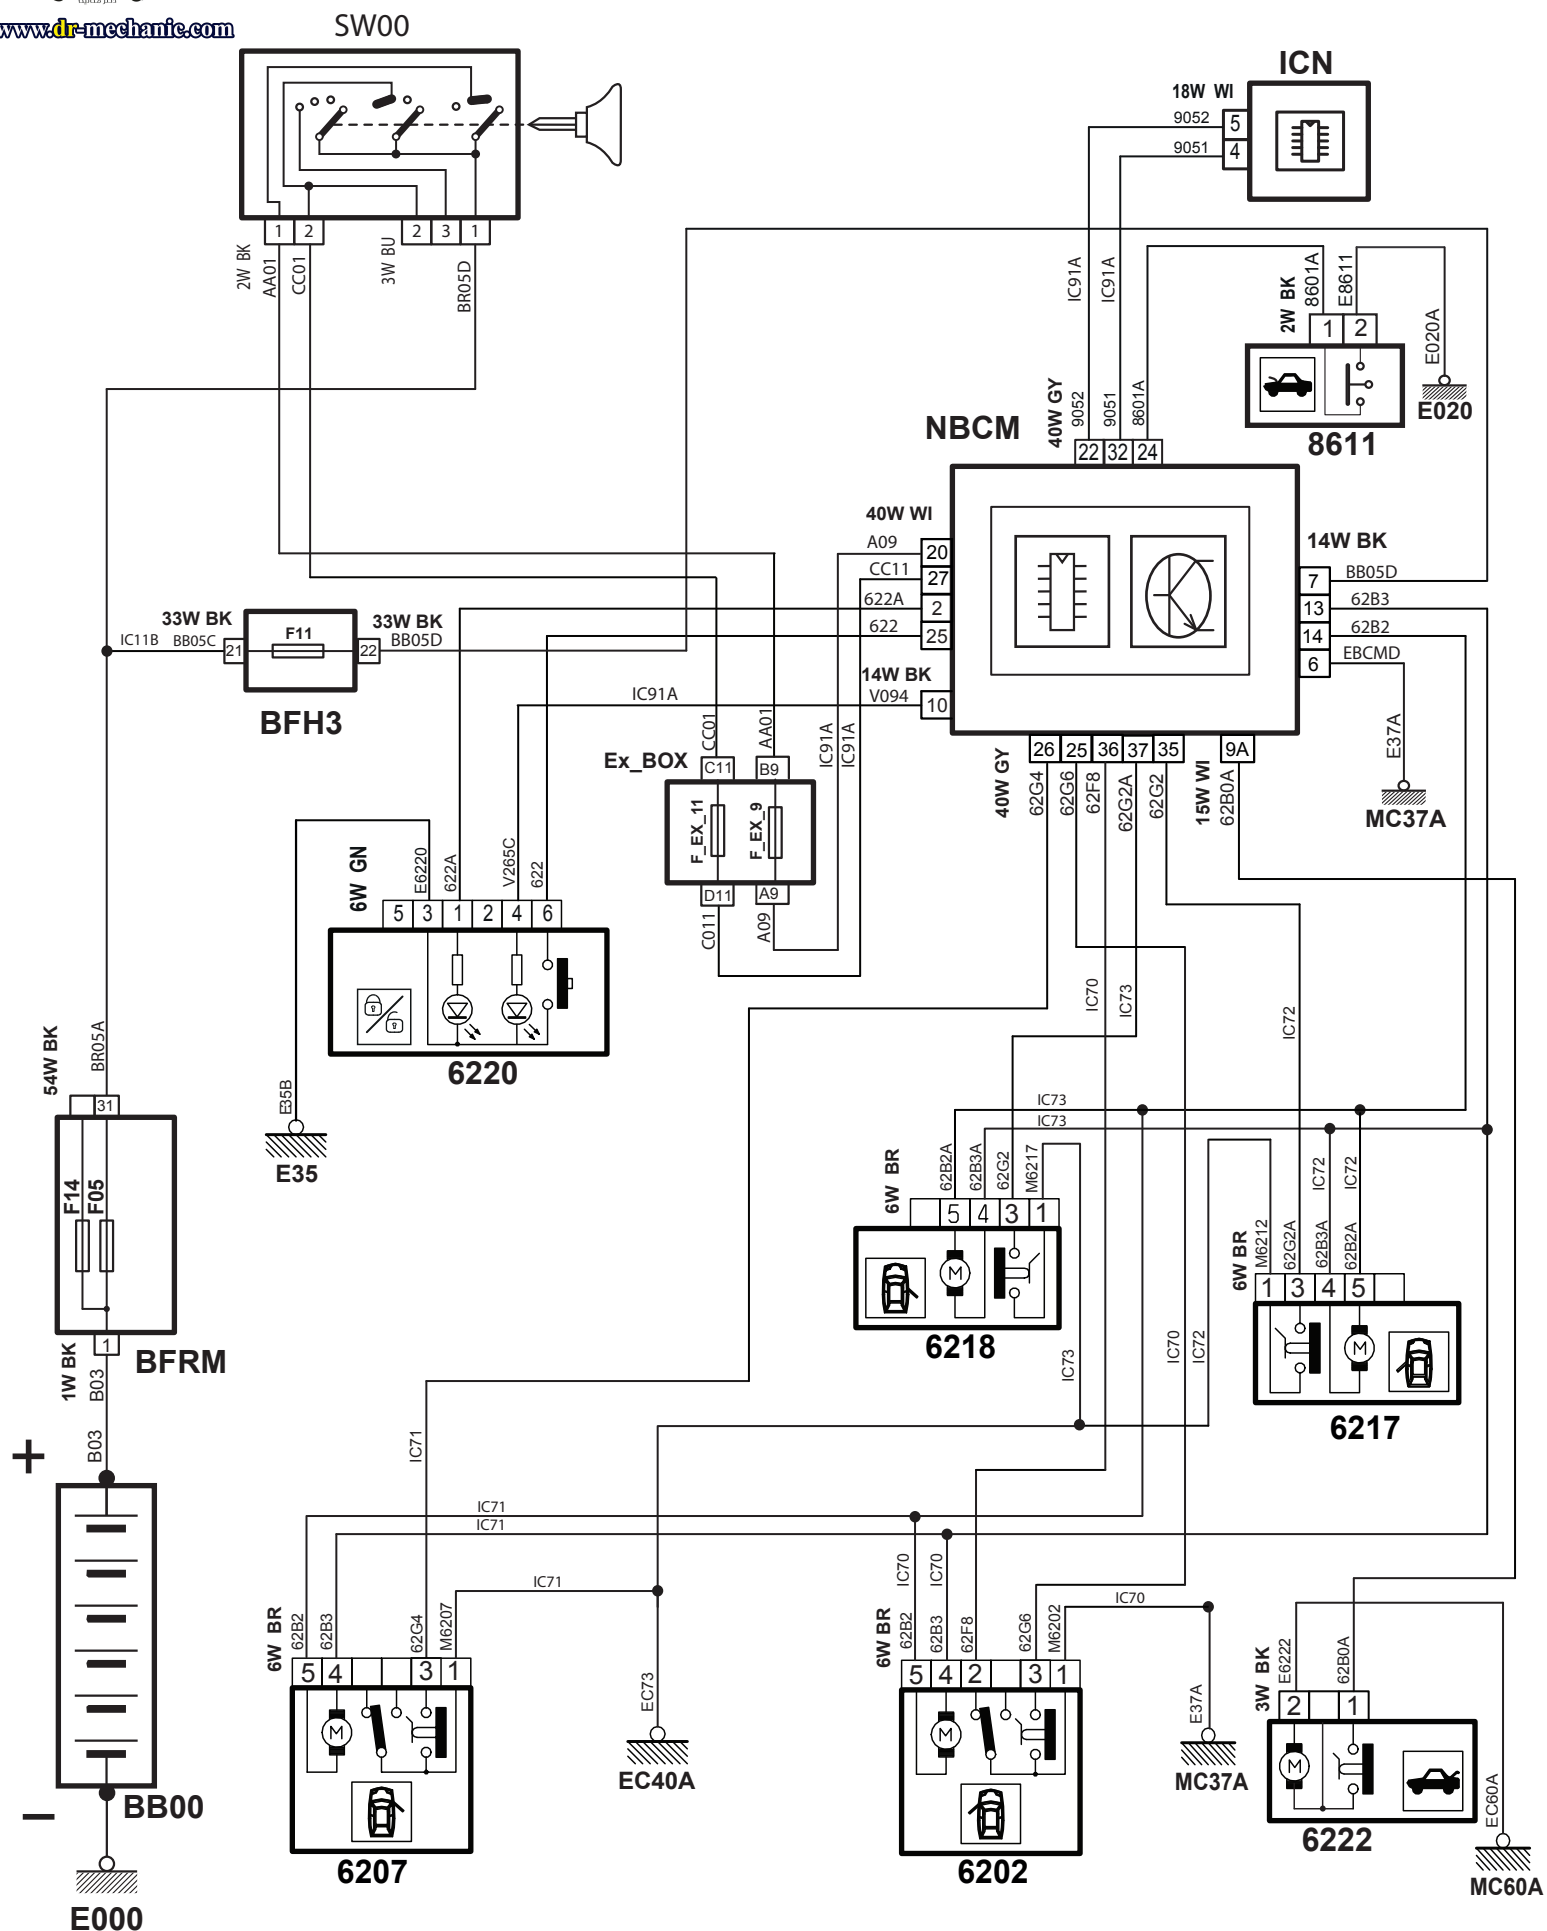 www.dr-mechanic.com
SW00
1 2 2 3 1
2W BK
AA01
CC01
3W BU
BR05D
ICN
18W WI
9052 5
9051 4
IC91A
IC91A
2W BK
8601A
E8611
1 2
E020A
E020
8611
NBCM
40W GY
9052
9051
8601A
22 32 24
40W WI
A09 20
CC11 27
622A 2
622 25
14W BK
V094 10
IC91A
14W BK
7 BB05D
13 62B3
14 62B2
6 EBCMD
E37A
MC37A
33W BK
IC11B BB05C 21
F11
33W BK
22 BB05D
BFH3
26 25 36 37 35 9A
40W GY
62G4
62G6
62F8
62G2A
62G2
15W WI
62B0A
Ex_BOX
CC01
AA01
IC91A
IC91A
C11 B9
F_EX_11
F_EX_9
D11 A9
C011
A09
6W GN
E6220
622A
V265C
622
5 3 1 2 4 6
6220
E35B
E35
54W BK
BR05A
31
F14
F05
1
BFRM
1W BK
B03
B03
+
–
BB00
E000
IC70
IC73
IC72
IC73
IC73
6W BR
62B2A
62B3A
62G2
M6217
5 4 3 1
M
6218
IC72
IC72
6W BR
M6212
62G2A
62B3A
62B2A
1 3 4 5
M
6217
IC73
IC70
IC72
IC71
IC71
IC71
IC71
6W BR
62B2
62B3
62G4
M6207
5 4 3 1
M
6207
EC73
EC40A
IC70
IC70
6W BR
62B2
62B3
62F8
62G6
M6202
IC70
5 4 2 3 1
M
6202
E37A
MC37A
3W BK
E6222
62B0A
2 1
M
6222
EC60A
MC60A